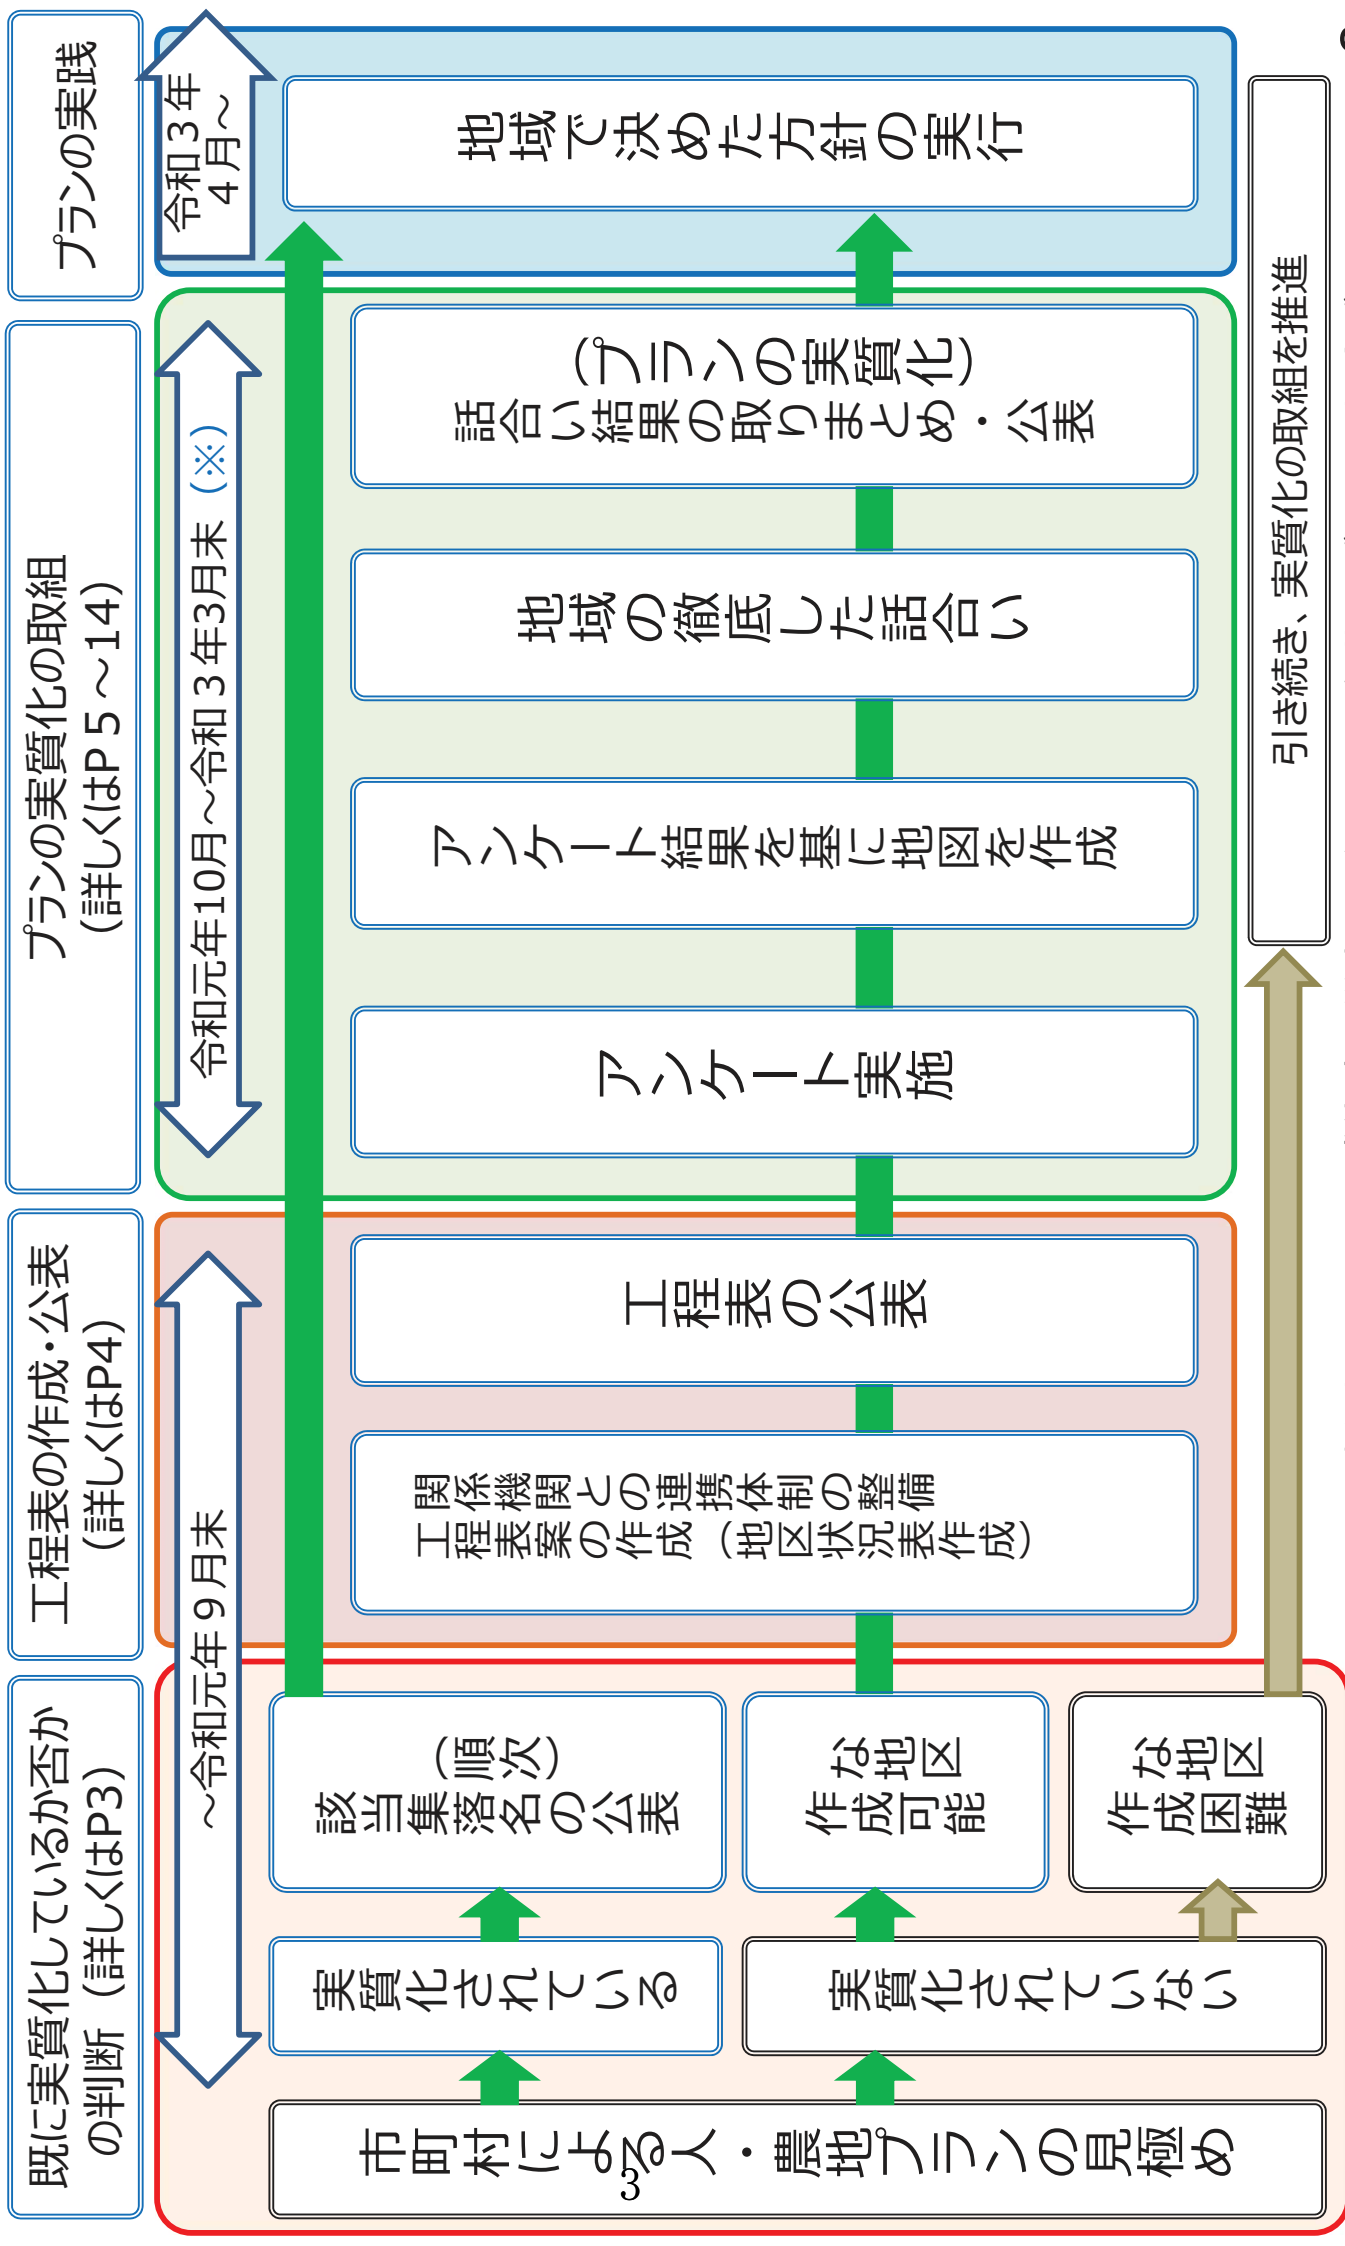 既に実質化しているか否か
の判断（詳しくはP3）
工程表の作成・公表
（詳しくはP4）
プランの実質化の取組
（詳しくはP５～14）
プランの実践
～令和元年９月末
令和元年10月～令和３年3月末（※）
令和３年
４月～
市町村による人・農地プランの見極め
実質化されている
実質化されていない
（順次）
該当集落名の公表
作成可能
な地区
作成困難
な地区
関係機関との連携体制の整備
工程表案の作成（地区状況表作成）
工程表の公表
アンケート実施
アンケート結果を基に地図を作成
地域の徹底した話合い
（プランの実質化）
話合い結果の取りまとめ・公表
地域で決めた方針の実行
引き続き、実質化の取組を推進
3